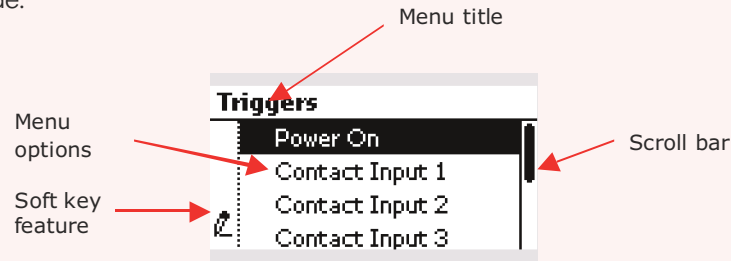 ue.
Menu title
Triggers
Menu
options
Power On
Contact Input 1
Scroll bar
Soft key
feature
Contact Input 2
Contact Input 3